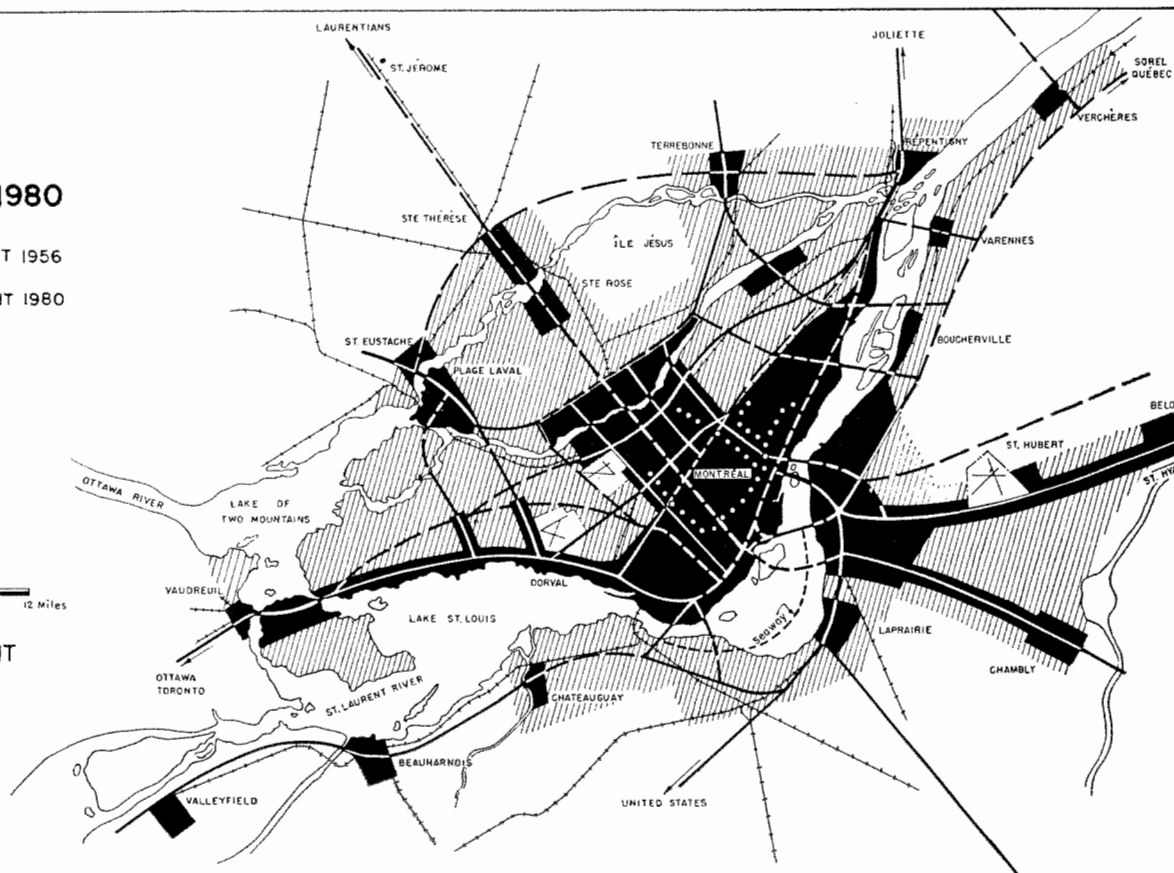 LAURENTIANS
ST. JÉROME
JOLIETTE
SOREL
QUÉBEC
VERCHÈRES
TERREBONNE
RÉPENTIGNY
1980
STE THÉRÈSE
ÎLE JÉSUS
VARENNES
T 1956
STE ROSE
IT 1980
ST. EUSTACHE
BOUCHERVILLE
PLAGE LAVAL
BELO
ST. HUBERT
MONTRÉAL
ST. HY
OTTAWA RIVER
LAKE OF
TWO MOUNTAINS
12 Miles
VAUDREUIL
DORVAL
LAKE ST. LOUIS
Seaway?
LAPRAIRIE
IT
OTTAWA
TORONTO
CHAMBLY
ST. LAURENT RIVER
CHATEAUGUAY
BEAUHARNOIS
VALLEYFIELD
UNITED STATES